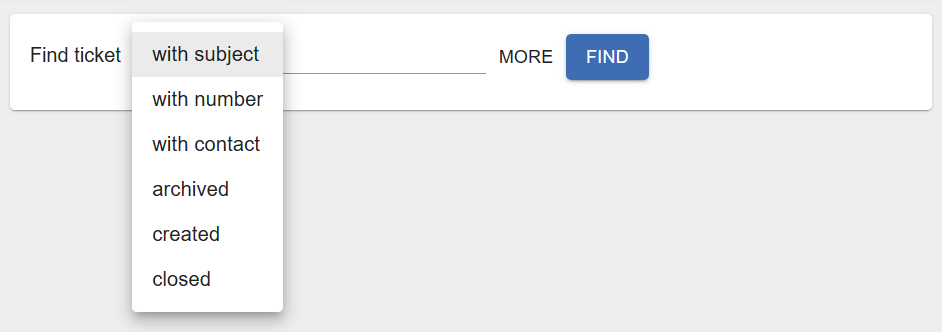 Find ticket with subject MORE FIND
with number
with contact
archived
created
closed